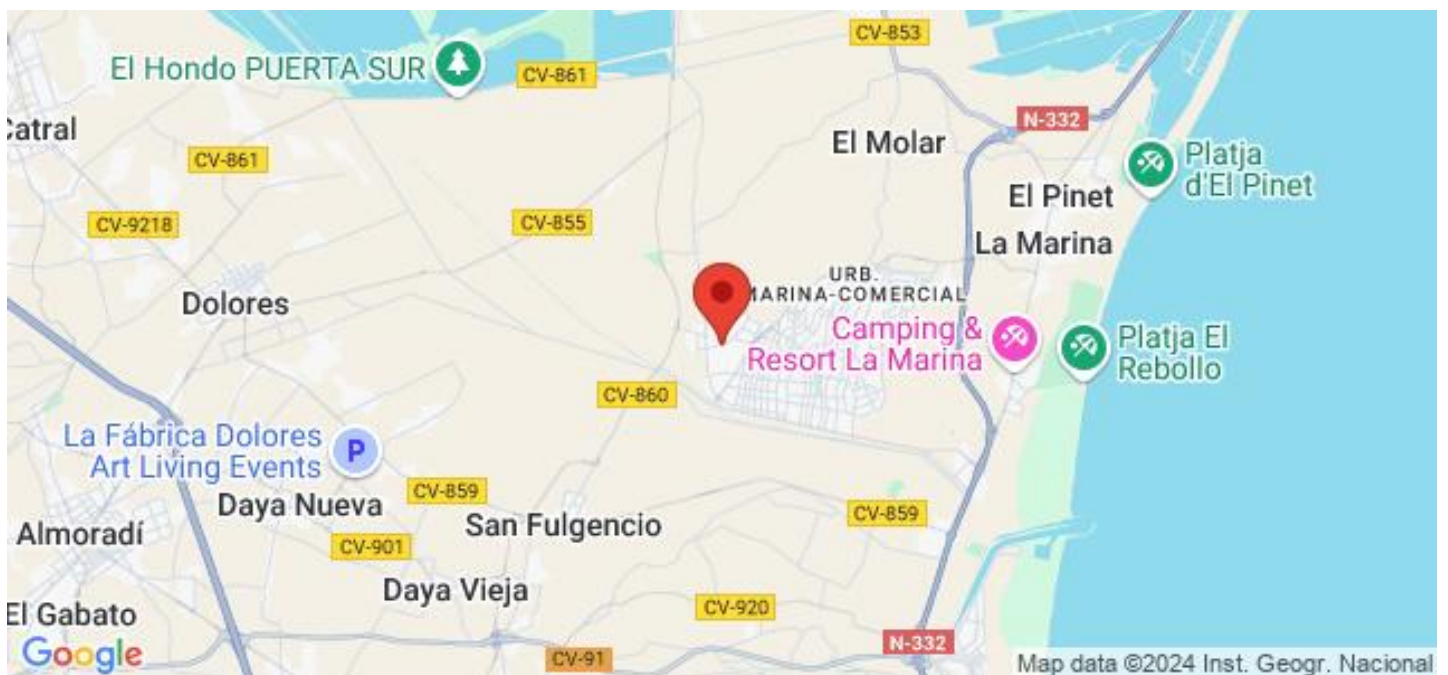 CV-853
El Hondo PUERTA SUR
CV-861
N-332
Catral
El Molar
CV-861
Platja
d'El Pinet
El Pinet
CV-9218
CV-855
La Marina
URB.
MARINA-COMERCIAL
Dolores
Camping &
Resort La Marina
Platja El
Rebollo
CV-860
La Fábrica Dolores
Art Living Events
P
CV-859
Daya Nueva
San Fulgencio
CV-859
Almoradí
CV-901
Daya Vieja
CV-920
El Gabato
N-332
Google
CV-91
Map data ©2024 Inst. Geogr. Nacional